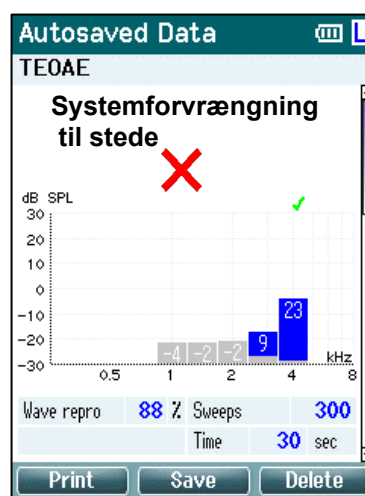 Autosaved Data L
TEOAE
Systemforvrængning
til stede
dB SPL
30
20
10
0
-10
-20
-30
-4 -2 -2 9 23
kHz
0.5 1 2 4 8
Wave repro 88 % Sweeps 300
Time 30 sec
Print Save Delete